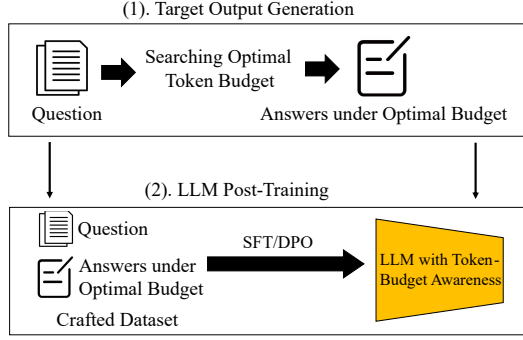 (1). Target Output Generation
Searching Optimal
Token Budget
Question
Answers under Optimal Budget
(2). LLM Post-Training
Question
Answers under
Optimal Budget
Crafted Dataset
SFT/DPO
LLM with Token-
Budget Awareness